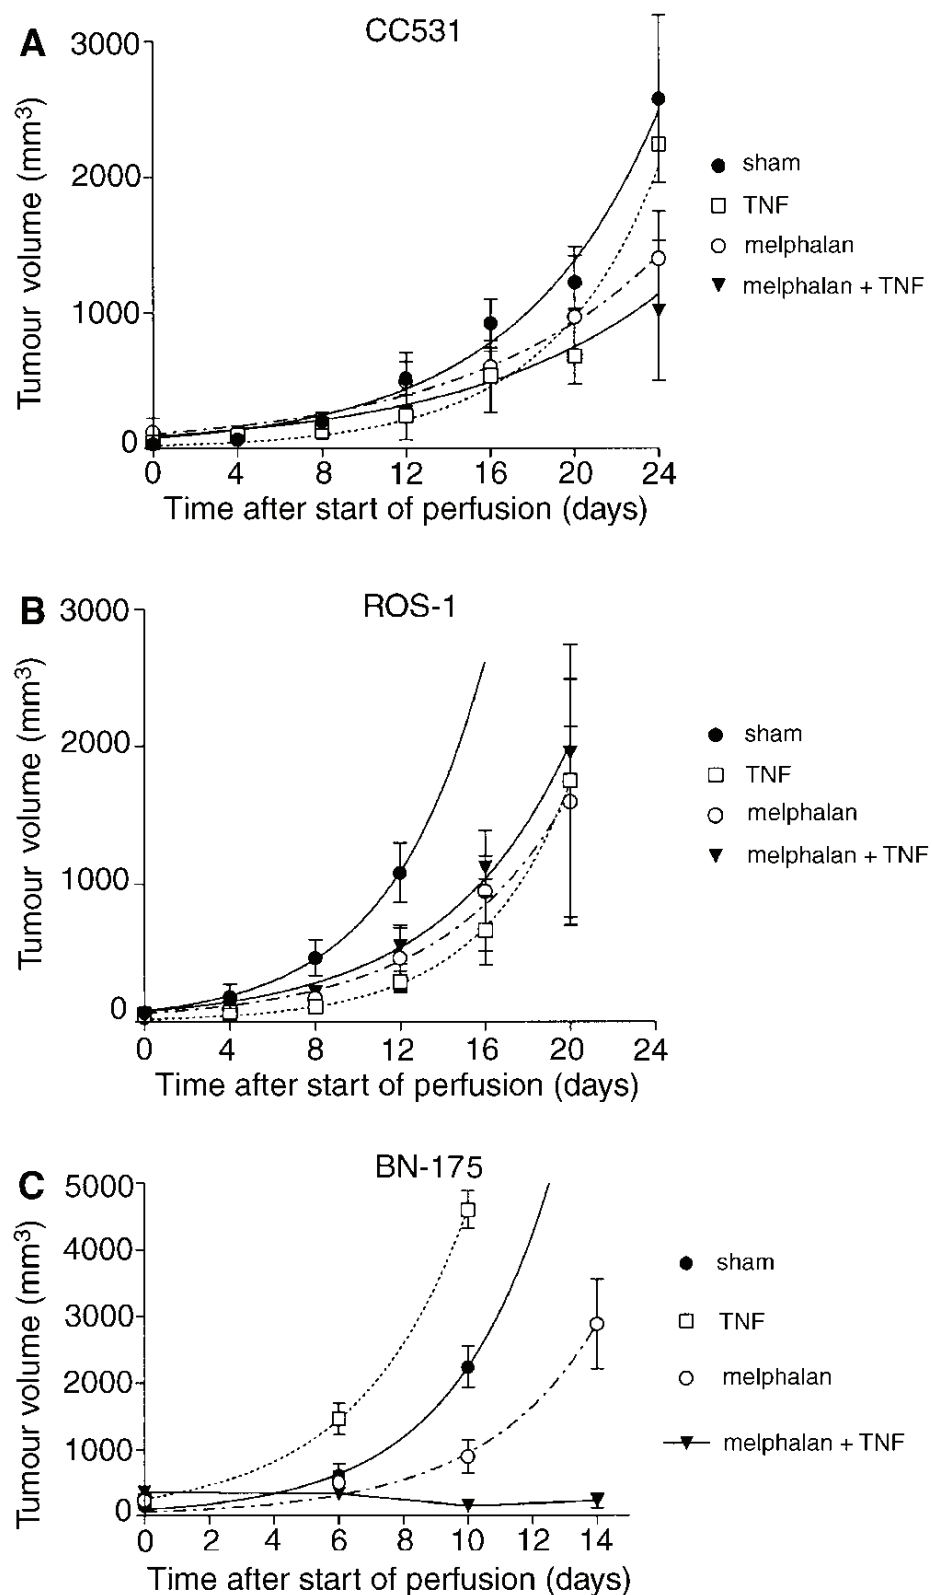 A
CC531
3000
2000
1000
0
Tumour volume (mm3)
0 4 8 12 16 20 24
Time after start of perfusion (days)
sham
TNF
melphalan
melphalan + TNF
B
ROS-1
3000
2000
1000
0
Tumour volume (mm3)
0 4 8 12 16 20 24
Time after start of perfusion (days)
sham
TNF
melphalan
melphalan + TNF
C
BN-175
5000
4000
3000
2000
1000
0
Tumour volume (mm3)
0 2 4 6 8 10 12 14
Time after start of perfusion (days)
sham
TNF
melphalan
melphalan + TNF